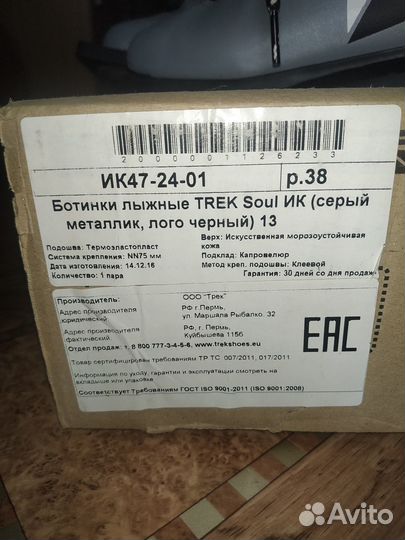 2000001126233
ИК47-24-01
р.38
Ботинки лыжные TREK Soul ИК (серый
металлик, лого черный) 13
Подошва: Термоэластопласт
Система крепления: NN75 мм
Дата изготовления: 14.12.16
Количество: 1 пара
Верх: Искусственная морозоустойчивая
кожа
Подклад: Капровелюр
Метод креп. подошвы: Клеевой
Гарантия: 30 дней со дня продаж
Производитель: ООО "Трек"
Адрес производителя РФ г Пермь,
юридический: ул. Маршала Рыбалко, 32
Адрес производителя РФ г. Пермь,
фактический: Куйбышева 115б
Отдел продаж: т. 8 800 777-3-4-5-6, www.trekshoes.eu
Товар сертифицирован требованиям ТР ТС 007/2011, 017/2011
Информацию по уходу, гарантии и эксплуатации смотреть на
вкладыше или упаковке
Соответствует Требованиям ГОСТ ISO 9001-2011 (ISO 9001:2008)
EAC
Avito